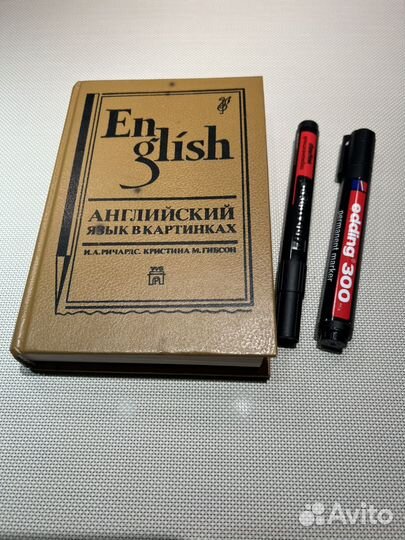 En
glish
АНГЛИЙСКИЙ
ЯЗЫК В КАРТИНКАХ
И.А.РИЧАРДС. КРИСТИНА М. ГИБСОН
edding 300
permanent marker
Avito